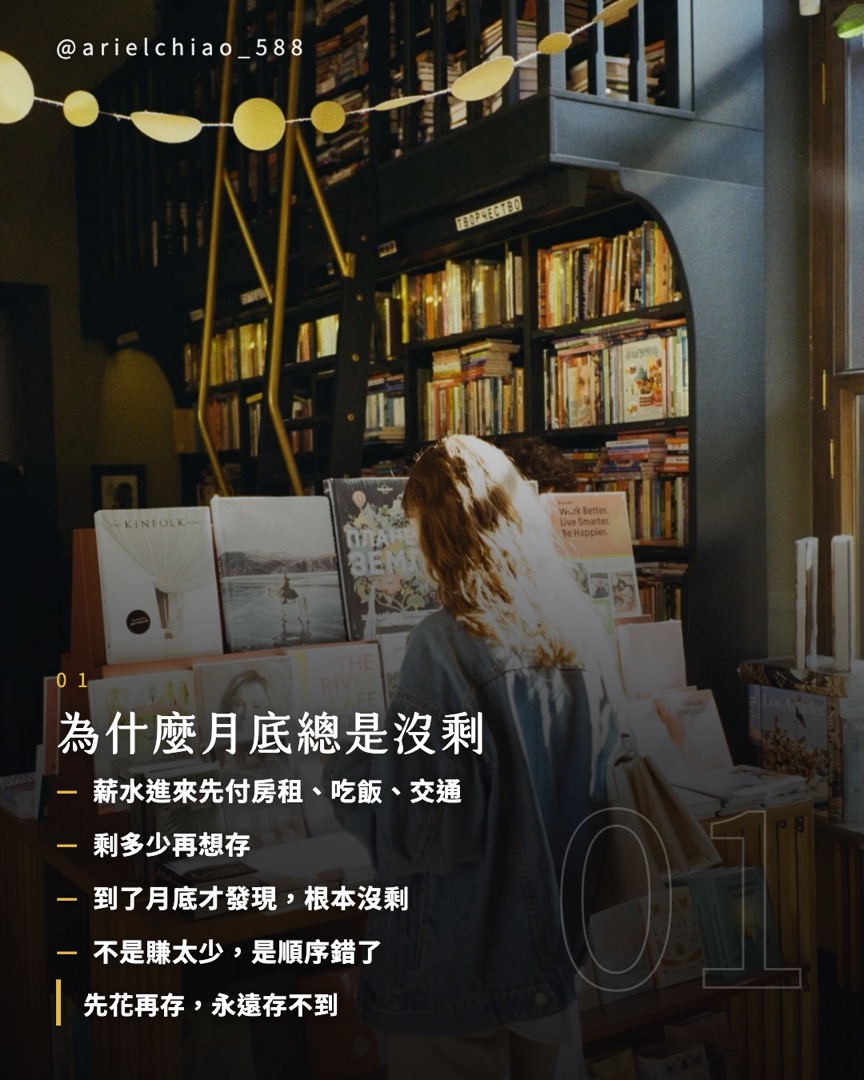 @arielchiao_588
ТВОРЧЕСТВО
KINFOLK
Work Better.
Live Smarter.
Be Happier.
01
為什麼月底總是沒剩
— 薪水進來先付房租、吃飯、交通
— 剩多少再想存
— 到了月底才發現，根本沒剩
— 不是賺太少，是順序錯了
先花再存，永遠存不到
01